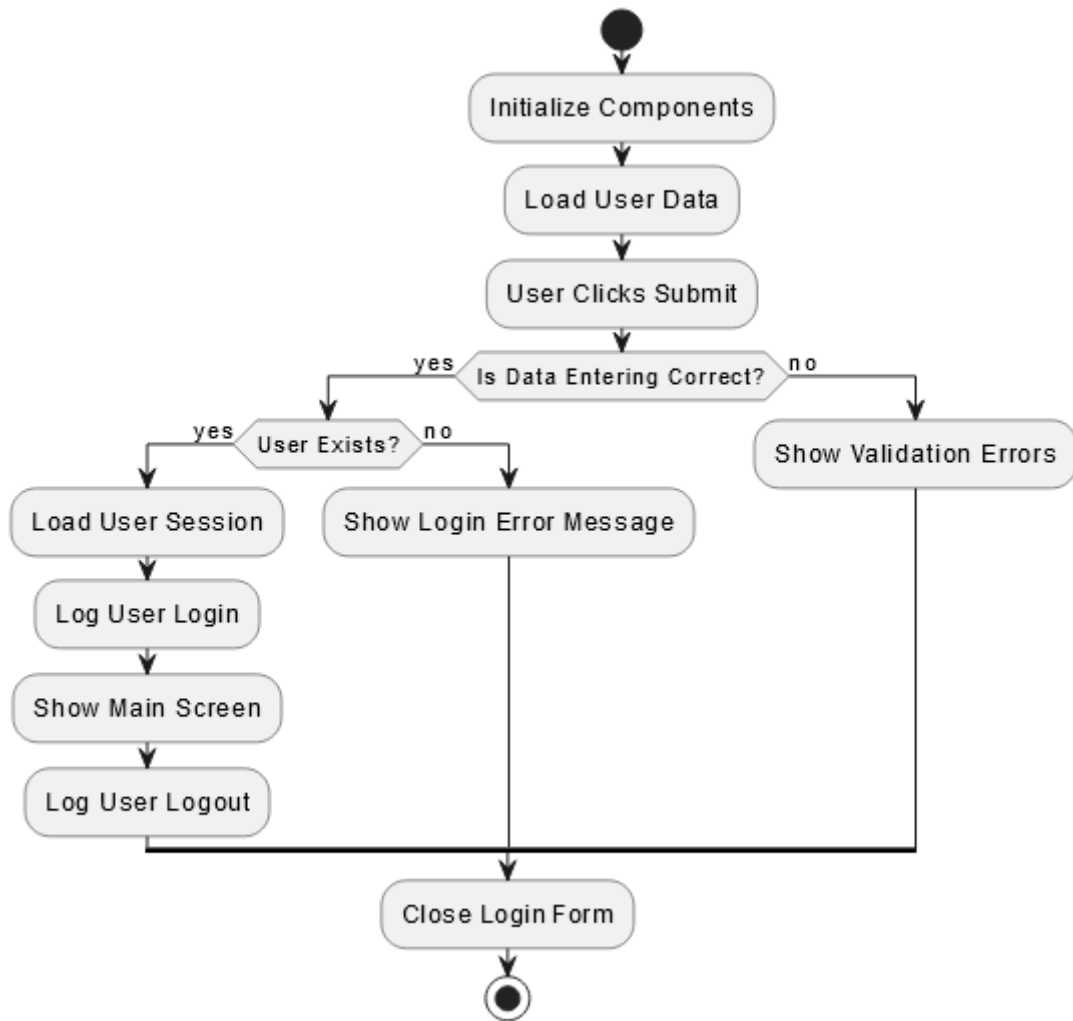 Initialize Components
Load User Data
User Clicks Submit
yes
Is Data Entering Correct?
no
yes
User Exists?
no
Show Validation Errors
Load User Session
Show Login Error Message
Log User Login
Show Main Screen
Log User Logout
Close Login Form